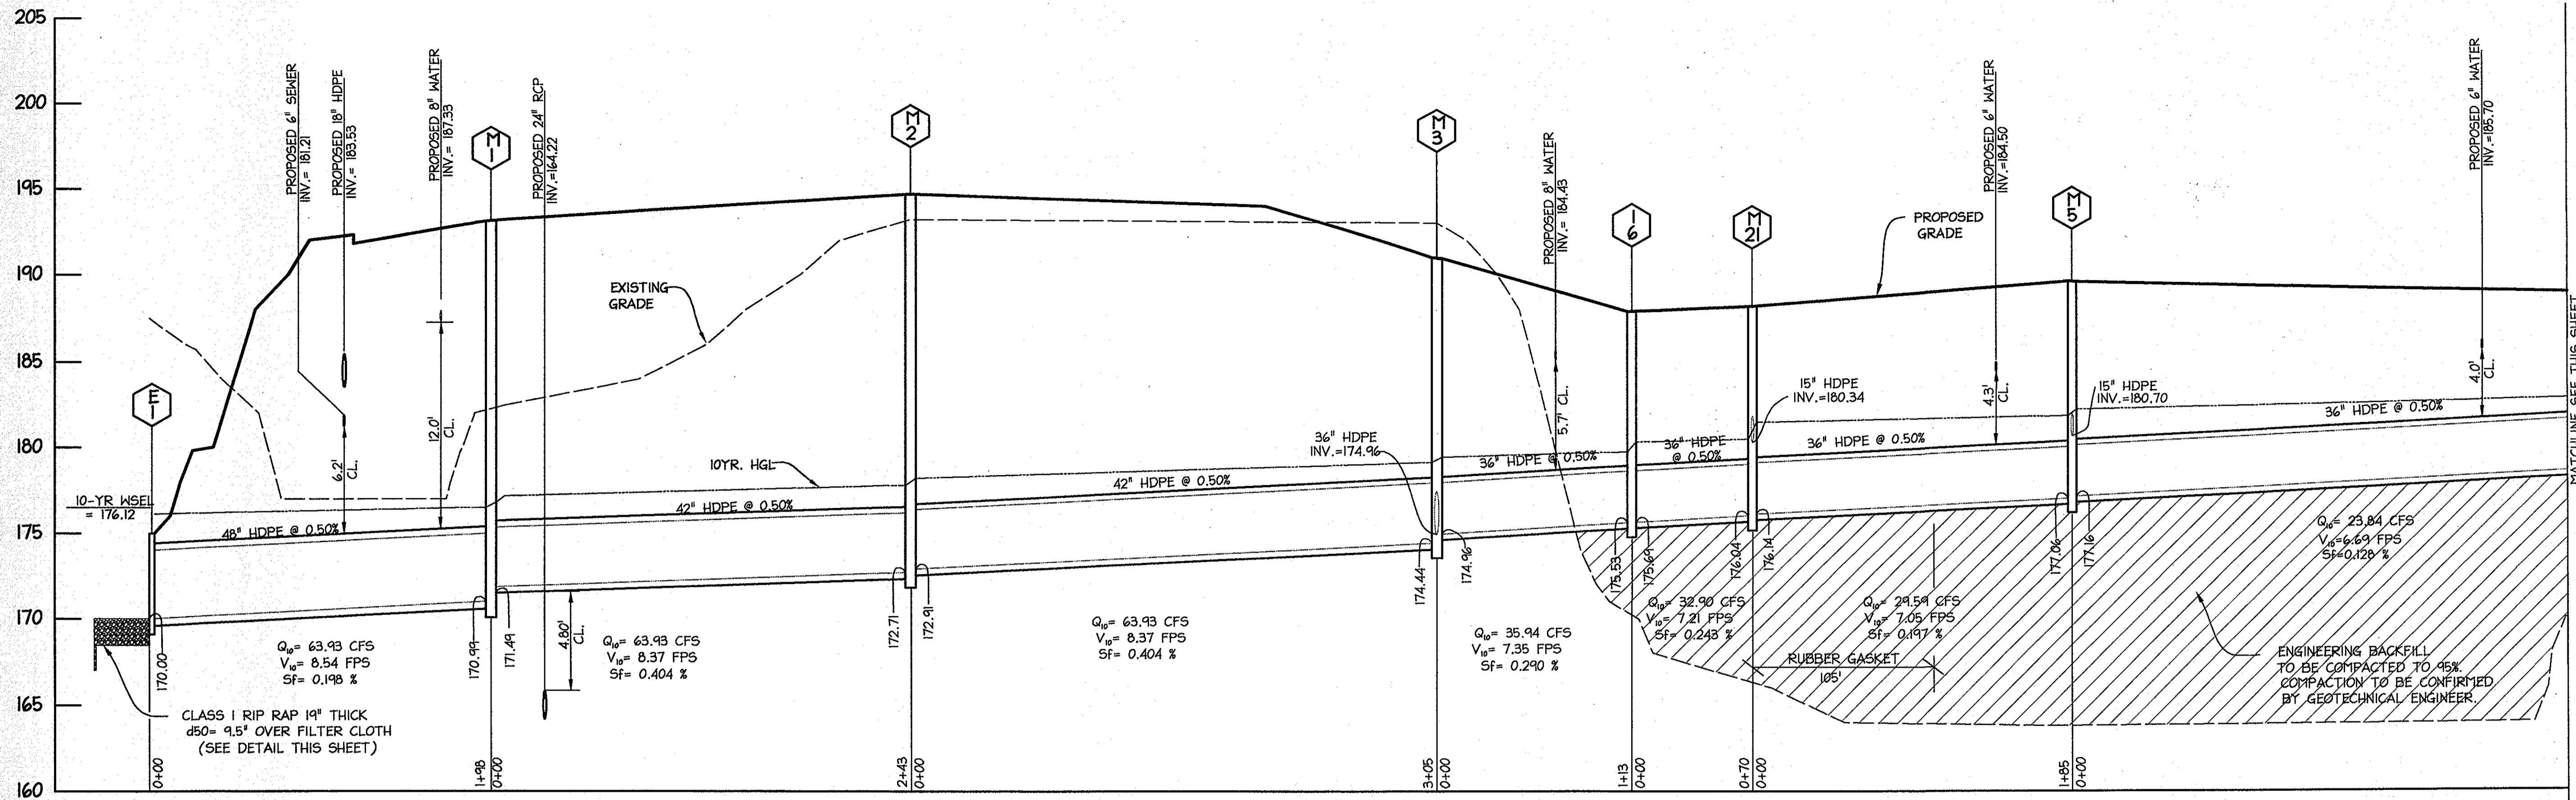 205
200
195
190
185
180
175
170
165
160
PROPOSED 6" SEWER
INV.= 181.21
PROPOSED 18" HDPE
INV.= 183.53
PROPOSED 8" WATER
INV.= 187.33
PROPOSED 24" RCP
INV.=164.22
PROPOSED 8" WATER
INV.= 184.43
PROPOSED 6" WATER
INV.=184.50
PROPOSED 6" WATER
INV.=185.70
E
1
M
1
M
2
M
3
I
6
M
21
M
5
EXISTING
GRADE
PROPOSED
GRADE
6.2'
CL.
12.0'
CL.
4.80'
CL.
5.7' CL.
4.3'
CL.
4.0'
CL.
10-YR WSEL
= 176.12
10YR. HGL
48" HDPE @ 0.50%
42" HDPE @ 0.50%
42" HDPE @ 0.50%
36" HDPE
INV.=174.96
36" HDPE @ 0.50%
36" HDPE
@ 0.50%
15" HDPE
INV.=180.34
36" HDPE @ 0.50%
15" HDPE
INV.=180.70
36" HDPE @ 0.50%
170.00
170.99
171.49
172.71
172.91
174.44
174.96
175.53
175.69
176.04
176.14
177.06
177.16
Q10= 63.93 CFS
V10= 8.54 FPS
Sf= 0.198 %
Q10= 63.93 CFS
V10= 8.37 FPS
Sf= 0.404 %
Q10= 63.93 CFS
V10= 8.37 FPS
Sf= 0.404 %
Q10= 35.94 CFS
V10= 7.35 FPS
Sf= 0.290 %
Q10= 32.90 CFS
V10= 7.21 FPS
Sf= 0.243 %
Q10= 29.59 CFS
V10= 7.05 FPS
Sf= 0.197 %
Q10= 23.84 CFS
V10=6.69 FPS
Sf=0.128 %
RUBBER GASKET
105'
ENGINEERING BACKFILL
TO BE COMPACTED TO 95%.
COMPACTION TO BE CONFIRMED
BY GEOTECHNICAL ENGINEER.
CLASS 1 RIP RAP 19" THICK
d50= 9.5" OVER FILTER CLOTH
(SEE DETAIL THIS SHEET)
0+00
1+98
0+00
2+43
0+00
3+05
0+00
1+13
0+00
0+70
0+00
1+85
0+00
MATCHLINE SEE THIS SHEET